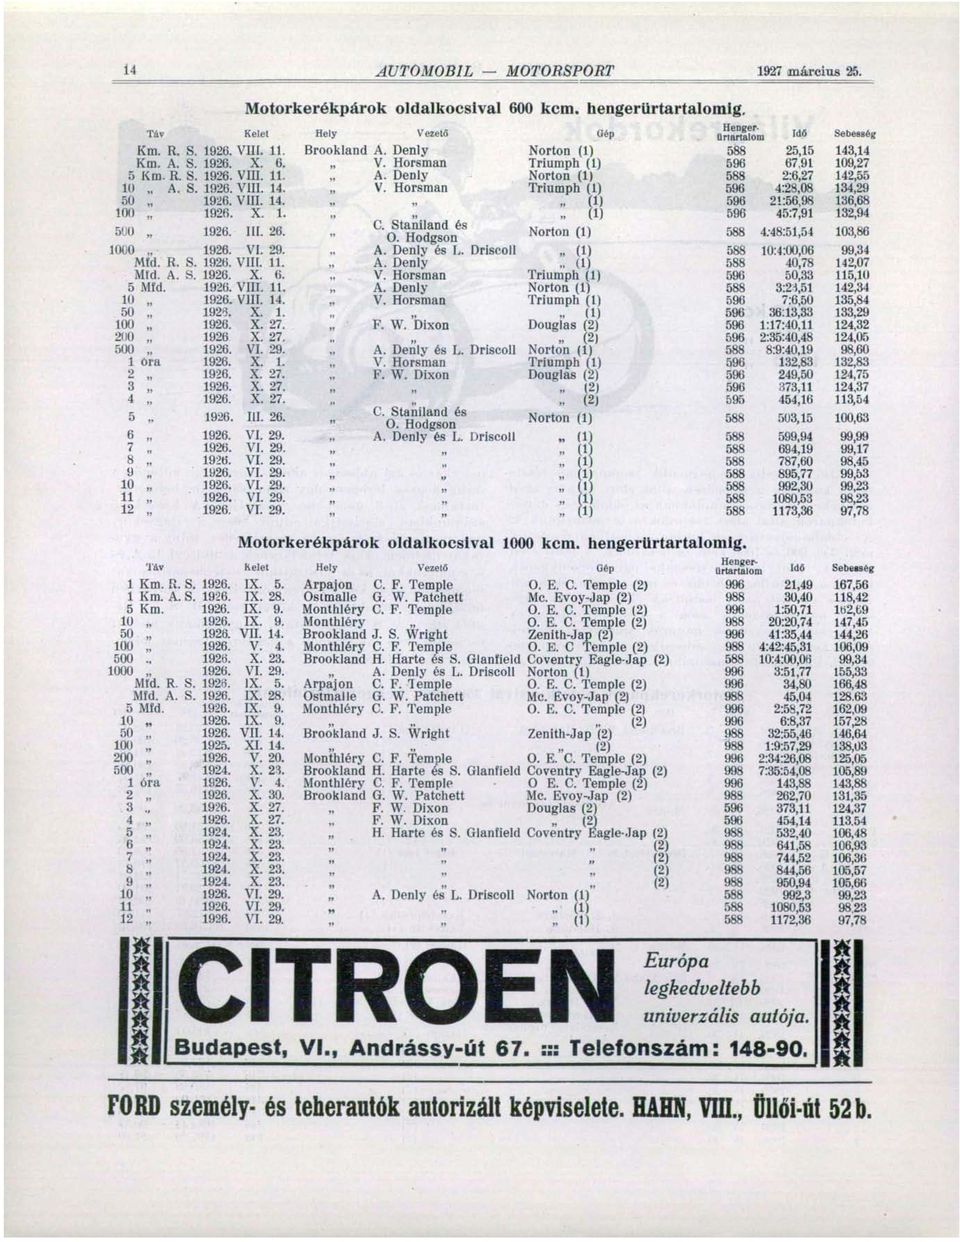 14 AUTOMOBIL — MOTORSPORT 1927 március 25.
Motorkerékpárok oldalkocsival 600 kcm. hengerürtartalomig.
Táv Kelet Hely Vezető Gép Henger-ürtartalom Idő Sebesség
Km. R. S. 1926. VIII. 11. Brookland A. Denly Norton (1) 588 25,15 143,14
Km. A. S. 1926. X. 6. „ V. Horsman Triumph (1) 596 67,91 109,27
5 Km. R. S. 1926. VIII. 11. „ A. Denly Norton (1) 588 2:6,27 142,55
10 „ A. S. 1926. VIII. 14. „ V. Horsman Triumph (1) 596 4:28,08 134,29
50 „ 1926. VIII. 14. „ „ „ (1) 596 21:56,98 136,68
100 „ 1926. X. 1. „ „ „ (1) 596 45:7,91 132,94
500 „ 1926. III. 26. „ C. Staniland és O. Hodgson Norton (1) 588 4:48:51,54 103,86
1000 „ 1926. VI. 29. „ A. Denly és L. Driscoll „ (1) 588 10:4:00,06 99,34
Mfd. R. S. 1926. VIII. 11. „ A. Denly „ (1) 588 40,78 142,07
Mfd. A. S. 1926. X. 6. „ V. Horsman Triumph (1) 596 50,33 115,10
5 Mfd. 1926. VIII. 11. „ A. Denly Norton (1) 588 3:23,51 142,34
10 „ 1926. VIII. 14. „ V. Horsman Triumph (1) 596 7:6,50 135,84
50 „ 1926. X. 1. „ „ „ (1) 596 36:13,33 133,29
100 „ 1926. X. 27. „ F. W. Dixon Douglas (2) 596 1:17:40,11 124,32
200 „ 1926 X. 27. „ „ „ (2) 596 2:35:40,48 124,05
500 „ 1926. VI. 29. „ A. Denly és L. Driscoll Norton (1) 588 8:9:40,19 98,60
1 óra 1926. X. 1. „ V. Horsman Triumph (1) 596 132,83 132,83
2 „ 1926. X. 27. „ F. W. Dixon Douglas (2) 596 249,50 124,75
3 „ 1926. X. 27. „ „ „ (2) 596 373,11 124,37
4 „ 1926. X. 27. „ „ „ (2) 595 454,16 113,54
5 „ 1926. III. 26. „ C. Staniland és O. Hodgson Norton (1) 588 503,15 100,63
6 „ 1926. VI. 29. „ A. Denly és L. Driscoll „ (1) 588 599,94 99,99
7 „ 1926. VI. 29. „ „ „ (1) 588 694,19 99,17
8 „ 1926. VI. 29. „ „ „ (1) 588 787,60 98,45
9 „ 1926. VI. 29. „ „ „ (1) 588 895,77 99,53
10 „ 1926. VI. 29. „ „ „ (1) 588 992,30 99,23
11 „ 1926. VI. 29. „ „ „ (1) 588 1080,53 98,23
12 „ 1926. VI. 29. „ „ „ (1) 588 1173,36 97,78
Motorkerékpárok oldalkocsival 1000 kcm. hengerürtartalomig.
Táv Kelet Hely Vezető Gép Henger-ürtartalom Idő Sebesség
1 Km. R. S. 1926. IX. 5. Arpajon C. F. Temple O. E. C. Temple (2) 996 21,49 167,56
1 Km. A. S. 1926. IX. 28. Ostmalle G. W. Patchett Mc. Evoy-Jap (2) 998 30,40 118,42
5 Km. 1926. IX. 9. Monthléry C. F. Temple O. E. C. Temple (2) 996 1:50,71 162,69
10 „ 1926. IX. 9. Monthléry „ O. E. C. Temple (2) 998 20:20,74 147,45
50 „ 1926. VII. 14. Brookland J. S. Wright Zenith-Jap (2) 998 41:35,44 144,26
100 „ 1926. V. 4. Monthléry C. F. Temple O. E. C Temple (2) 998 4:42:45,31 106,09
500 „ 1926. X. 23. Brookland H. Harte és S. Glanfield Coventry Eagle-Jap (2) 588 10:4:00,06 99,34
1000 „ 1926. VI. 29. „ A. Denly és L. Driscoll Norton (1) 998 3:51,77 155,33
Mfd. R. S. 1926. IX. 5. Arpajon C. F. Temple O. E. C. Temple (2) 996 34,80 166,48
Mfd. A. S. 1926. IX. 28. Ostmalle G. W. Patchett Mc. Evoy-Jap (2) 998 45,04 128.63
5 Mfd. 1926. IX. 9. Monthléry C. F. Temple O. E. C. Temple (2) 998 2:58,72 162,09
10 „ 1926. IX. 9. „ „ „ (2) 996 6:8,37 157,28
50 „ 1926. VII. 14. Brookland J. S. Wright Zenith-Jap (2) 998 32:55,46 146,64
100 „ 1925. XI. 14. „ „ „ (2) 998 1:9:57,29 138,03
200 „ 1926. V. 20. Monthléry C. F. Temple O. E. C. Temple (2) 998 2:34:26,08 125,05
500 „ 1924. X. 23. Brookland H. Harte és S. Glanfield Coventry Eagle-Jap (2) 988 7:35:54,08 105,89
1 óra 1926. V. 4. Monthléry C. F. Temple O E. C. Temple (2) 998 143,88 143,88
2 „ 1926. X. 30. Brookland G. W. Patchett Mc. Evoy-Jap (2) 988 262,70 131,35
3 „ 1926. X. 27. „ F. W. Dixon Douglas (2) 596 373,11 124,37
4 „ 1926. X. 27. „ F. W. Dixon „ (2) 596 454,14 113,54
5 „ 1924. X. 23. „ H. Harte és S. Glanfield Coventry Eagle-Jap (2) 988 532,40 106,48
6 „ 1924. X. 23. „ „ „ (2) 988 641,58 106,93
7 „ 1924. X. 23. „ „ „ (2) 988 744,52 106,36
8 „ 1924. X. 23. „ „ „ (2) 988 844,56 105,57
9 „ 1924. X. 23. „ „ „ (2) 988 950,94 105,66
10 „ 1926. VI. 29. „ A. Denly és L. Driscoll Norton (1) 588 992,3 99,23
11 „ 1926. VI. 29. „ „ „ (1) 588 1080,53 98,23
12 „ 1926. VI. 29. „ „ „ (1) 588 1172,36 97,78
CITROEN
Európa
legkedveltebb
univerzális autója.
Budapest, VI., Andrássy-út 67. ::: Telefonszám: 148-90.
FORD személy- és teherautók autorizált képviselete. HAHN, VIII., Üllői-út 52 b.